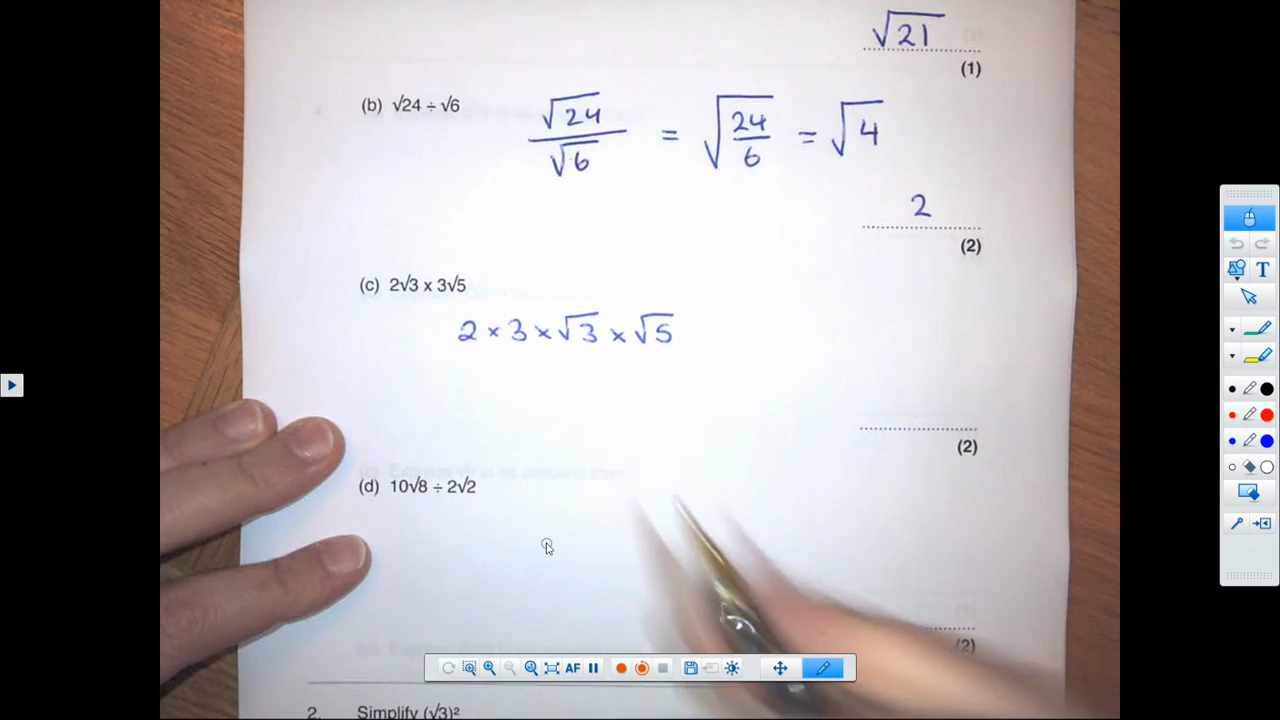 √21
(1)
(b) √24 ÷ √6
√24 / √6 = √24/6 = √4
2
(2)
(c) 2√3 x 3√5
2 × 3 × √3 × √5
(2)
(d) 10√8 ÷ 2√2
(2)
AF
T
2. Simplify (√3)²